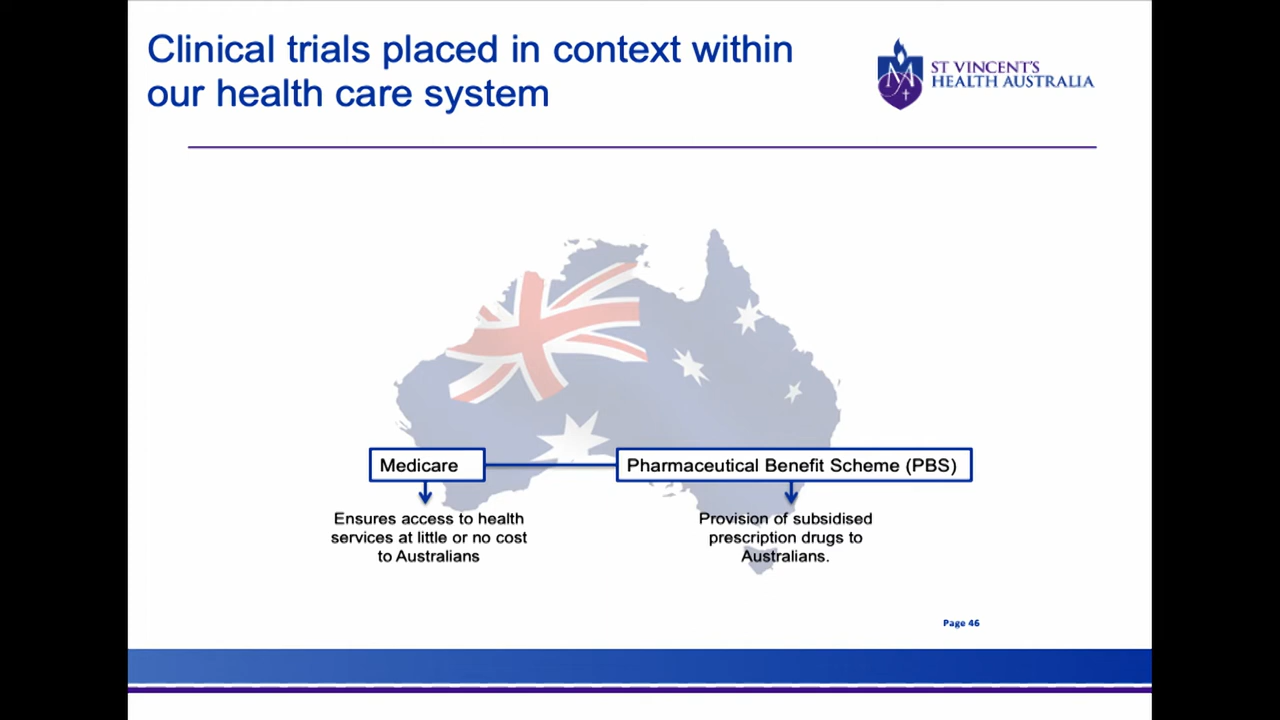 Clinical trials placed in context within
our health care system
ST VINCENT'S
HEALTH AUSTRALIA
Medicare
Pharmaceutical Benefit Scheme (PBS)
Ensures access to health
services at little or no cost
to Australians
Provision of subsidised
prescription drugs to
Australians.
Page 46